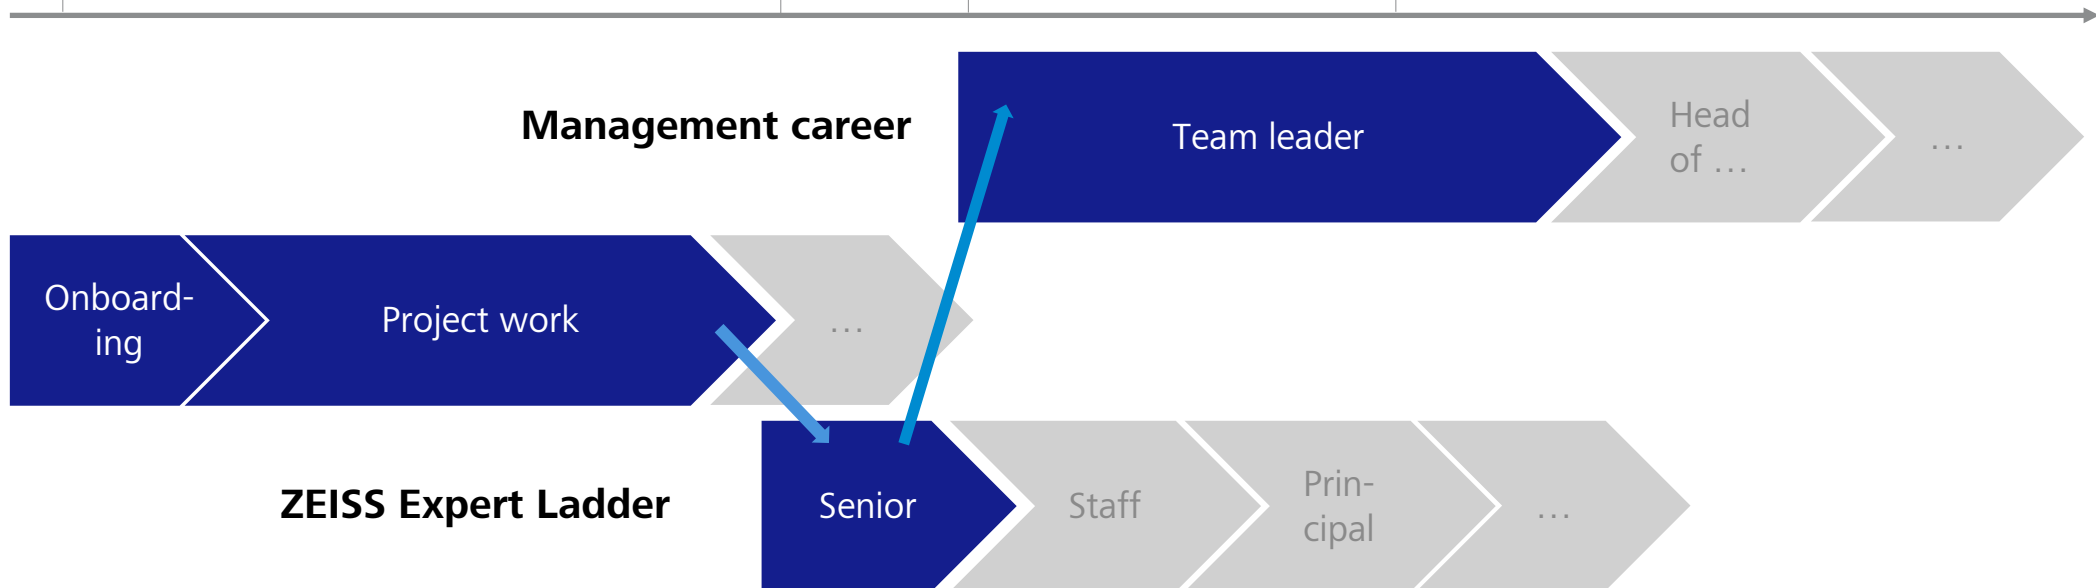 Management career
Team leader
Head
of ...
...
Onboard-
ing
Project work
...
ZEISS Expert Ladder
Senior
Staff
Prin-
cipal
...